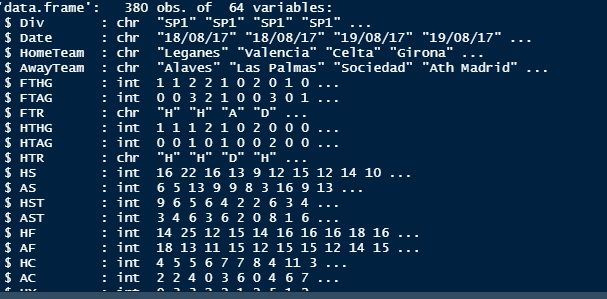 'data.frame': 380 obs. of 64 variables:
$ Div : chr "SP1" "SP1" "SP1" "SP1" ...
$ Date : chr "18/08/17" "18/08/17" "19/08/17" "19/08/17" ...
$ HomeTeam : chr "Leganes" "Valencia" "Celta" "Girona" ...
$ AwayTeam : chr "Alaves" "Las Palmas" "Sociedad" "Ath Madrid" ...
$ FTHG : int 1 1 2 2 1 0 2 0 1 0 ...
$ FTAG : int 0 0 3 2 1 0 0 3 0 1 ...
$ FTR : chr "H" "H" "A" "D" ...
$ HTHG : int 1 1 1 2 1 0 2 0 0 0 ...
$ HTAG : int 0 0 1 0 1 0 0 2 0 0 ...
$ HTR : chr "H" "H" "D" "H" ...
$ HS : int 16 22 16 13 9 12 15 12 14 10 ...
$ AS : int 6 5 13 9 9 8 3 16 9 13 ...
$ HST : int 9 6 5 6 4 2 2 6 3 4 ...
$ AST : int 3 4 6 3 6 2 0 8 1 6 ...
$ HF : int 14 25 12 15 14 16 16 16 18 16 ...
$ AF : int 18 13 11 15 12 15 15 12 14 15 ...
$ HC : int 4 5 5 6 7 7 8 4 11 3 ...
$ AC : int 2 2 4 0 3 6 0 4 6 7 ...